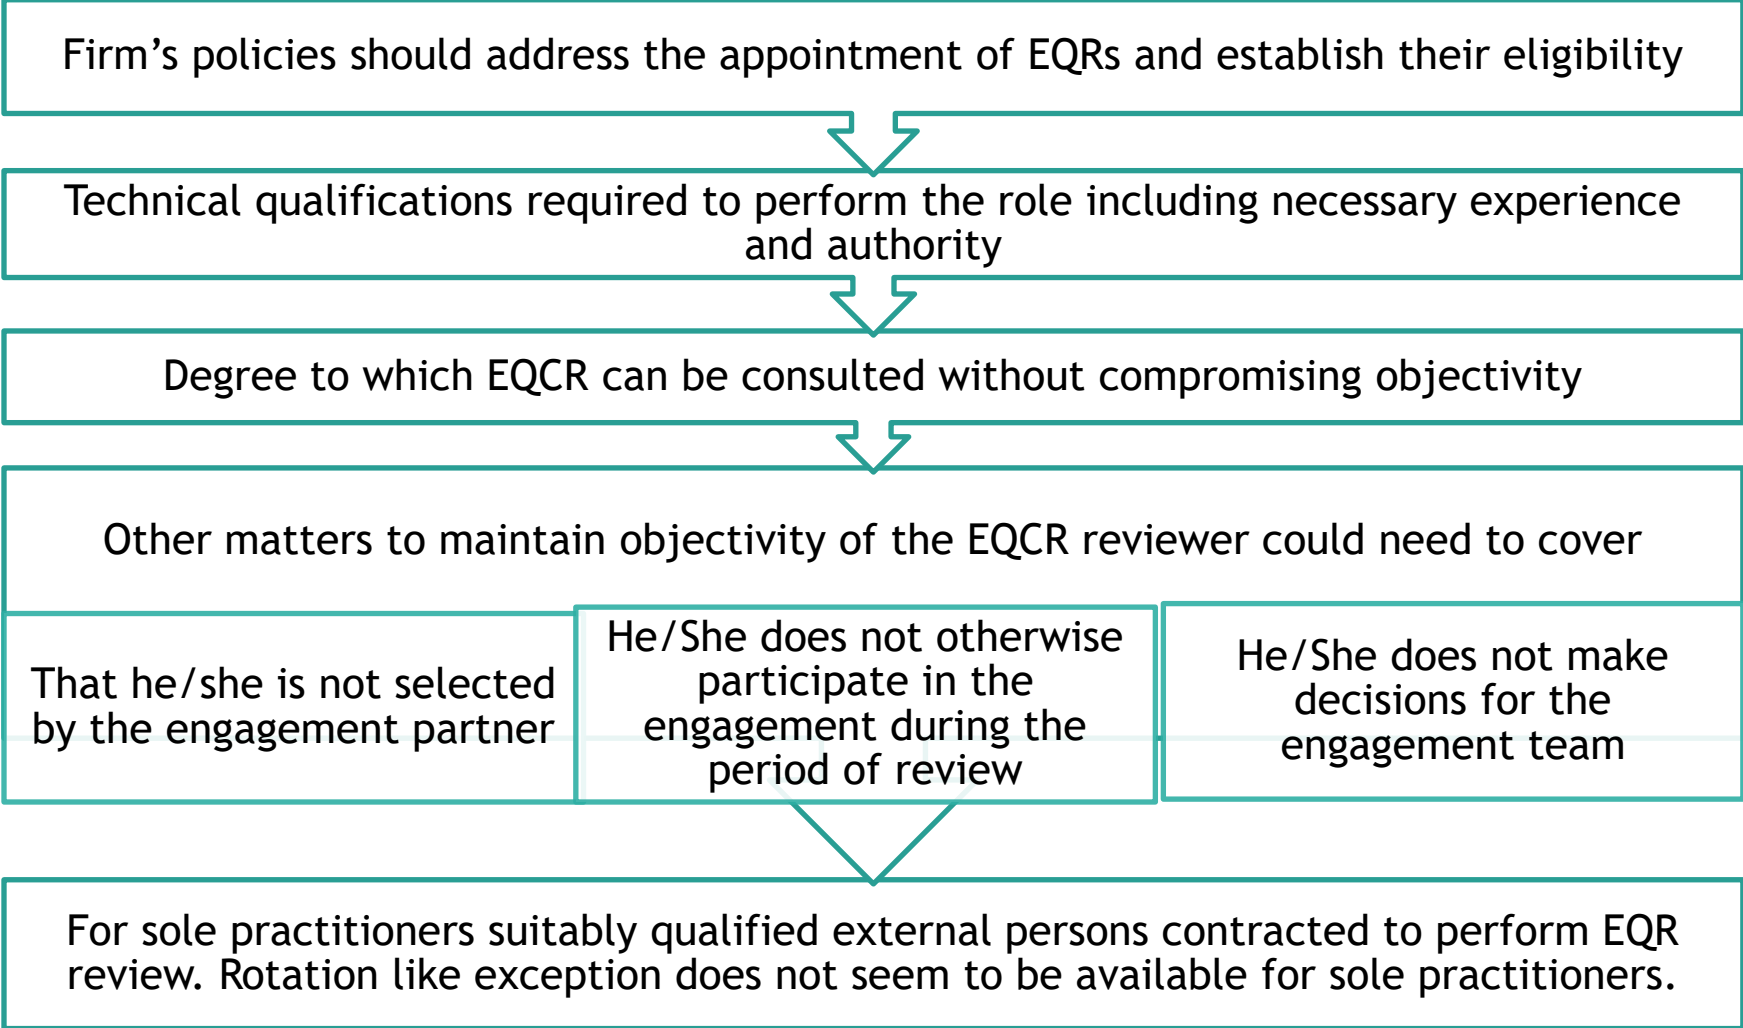 Firm’s policies should address the appointment of EQRs and establish their eligibility
Technical qualifications required to perform the role including necessary experience
and authority
Degree to which EQCR can be consulted without compromising objectivity
Other matters to maintain objectivity of the EQCR reviewer could need to cover
That he/she is not selected
by the engagement partner
He/She does not otherwise
participate in the
engagement during the
period of review
He/She does not make
decisions for the
engagement team
For sole practitioners suitably qualified external persons contracted to perform EQR
review. Rotation like exception does not seem to be available for sole practitioners.